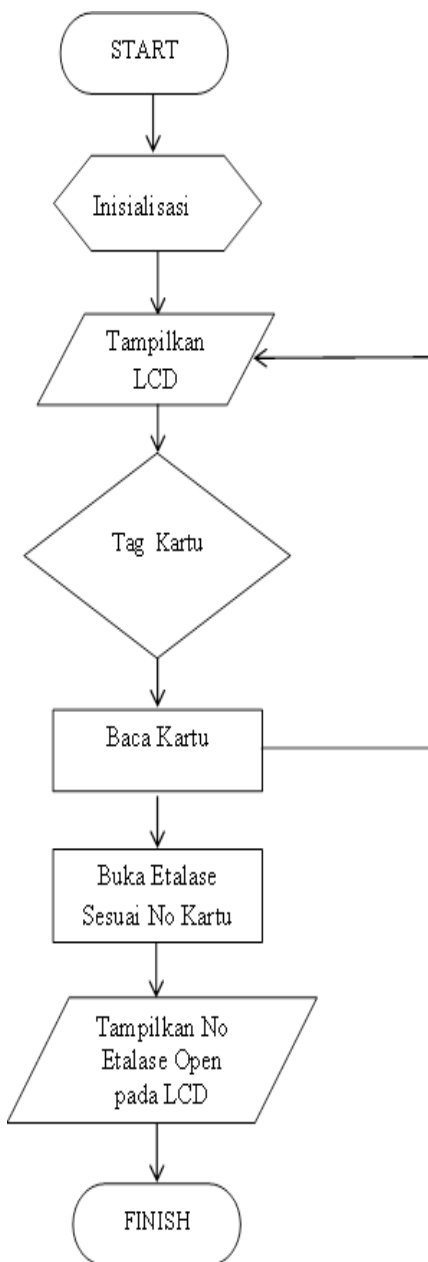 START
Inisialisasi
Tampilkan
LCD
Tag Kartu
Baca Kartu
Buka Etalase
Sesuai No Kartu
Tampilkan No
Etalase Open
pada LCD
FINISH